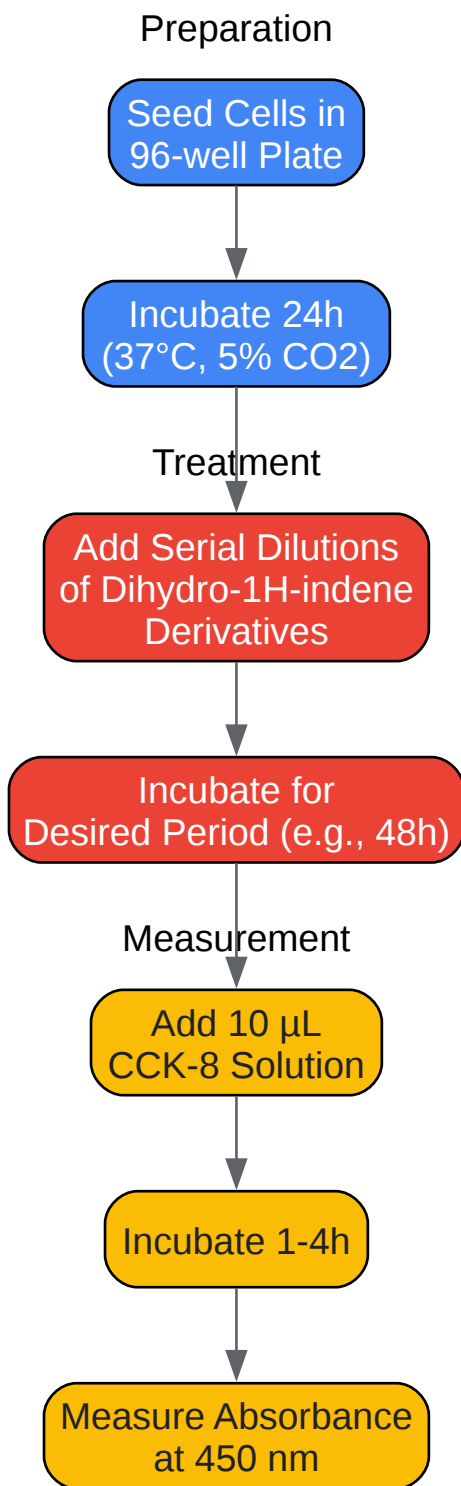 Preparation
Seed Cells in
96-well Plate
Incubate 24h
(37°C, 5% CO2)
Treatment
Add Serial Dilutions
of Dihydro-1H-indene
Derivatives
Incubate for
Desired Period (e.g., 48h)
Measurement
Add 10 µL
CCK-8 Solution
Incubate 1-4h
Measure Absorbance
at 450 nm